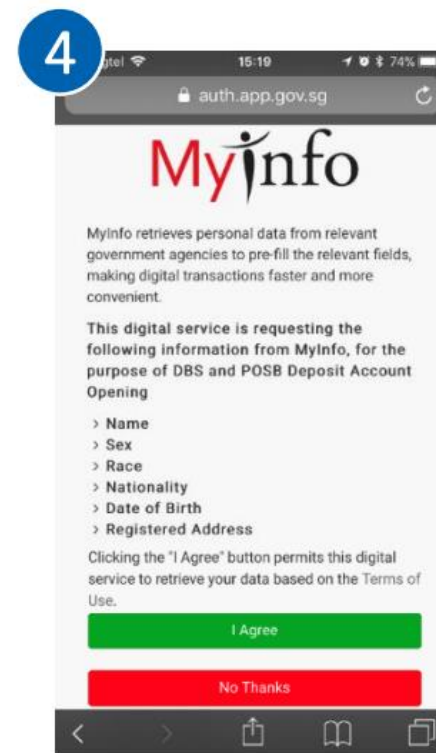 4
gtel 15:19 74%
auth.app.gov.sg
Myinfo
MyInfo retrieves personal data from relevant
government agencies to pre-fill the relevant fields,
making digital transactions faster and more
convenient.
This digital service is requesting the
following information from MyInfo, for the
purpose of DBS and POSB Deposit Account
Opening
> Name
> Sex
> Race
> Nationality
> Date of Birth
> Registered Address
Clicking the "I Agree" button permits this digital
service to retrieve your data based on the Terms of
Use.
I Agree
No Thanks